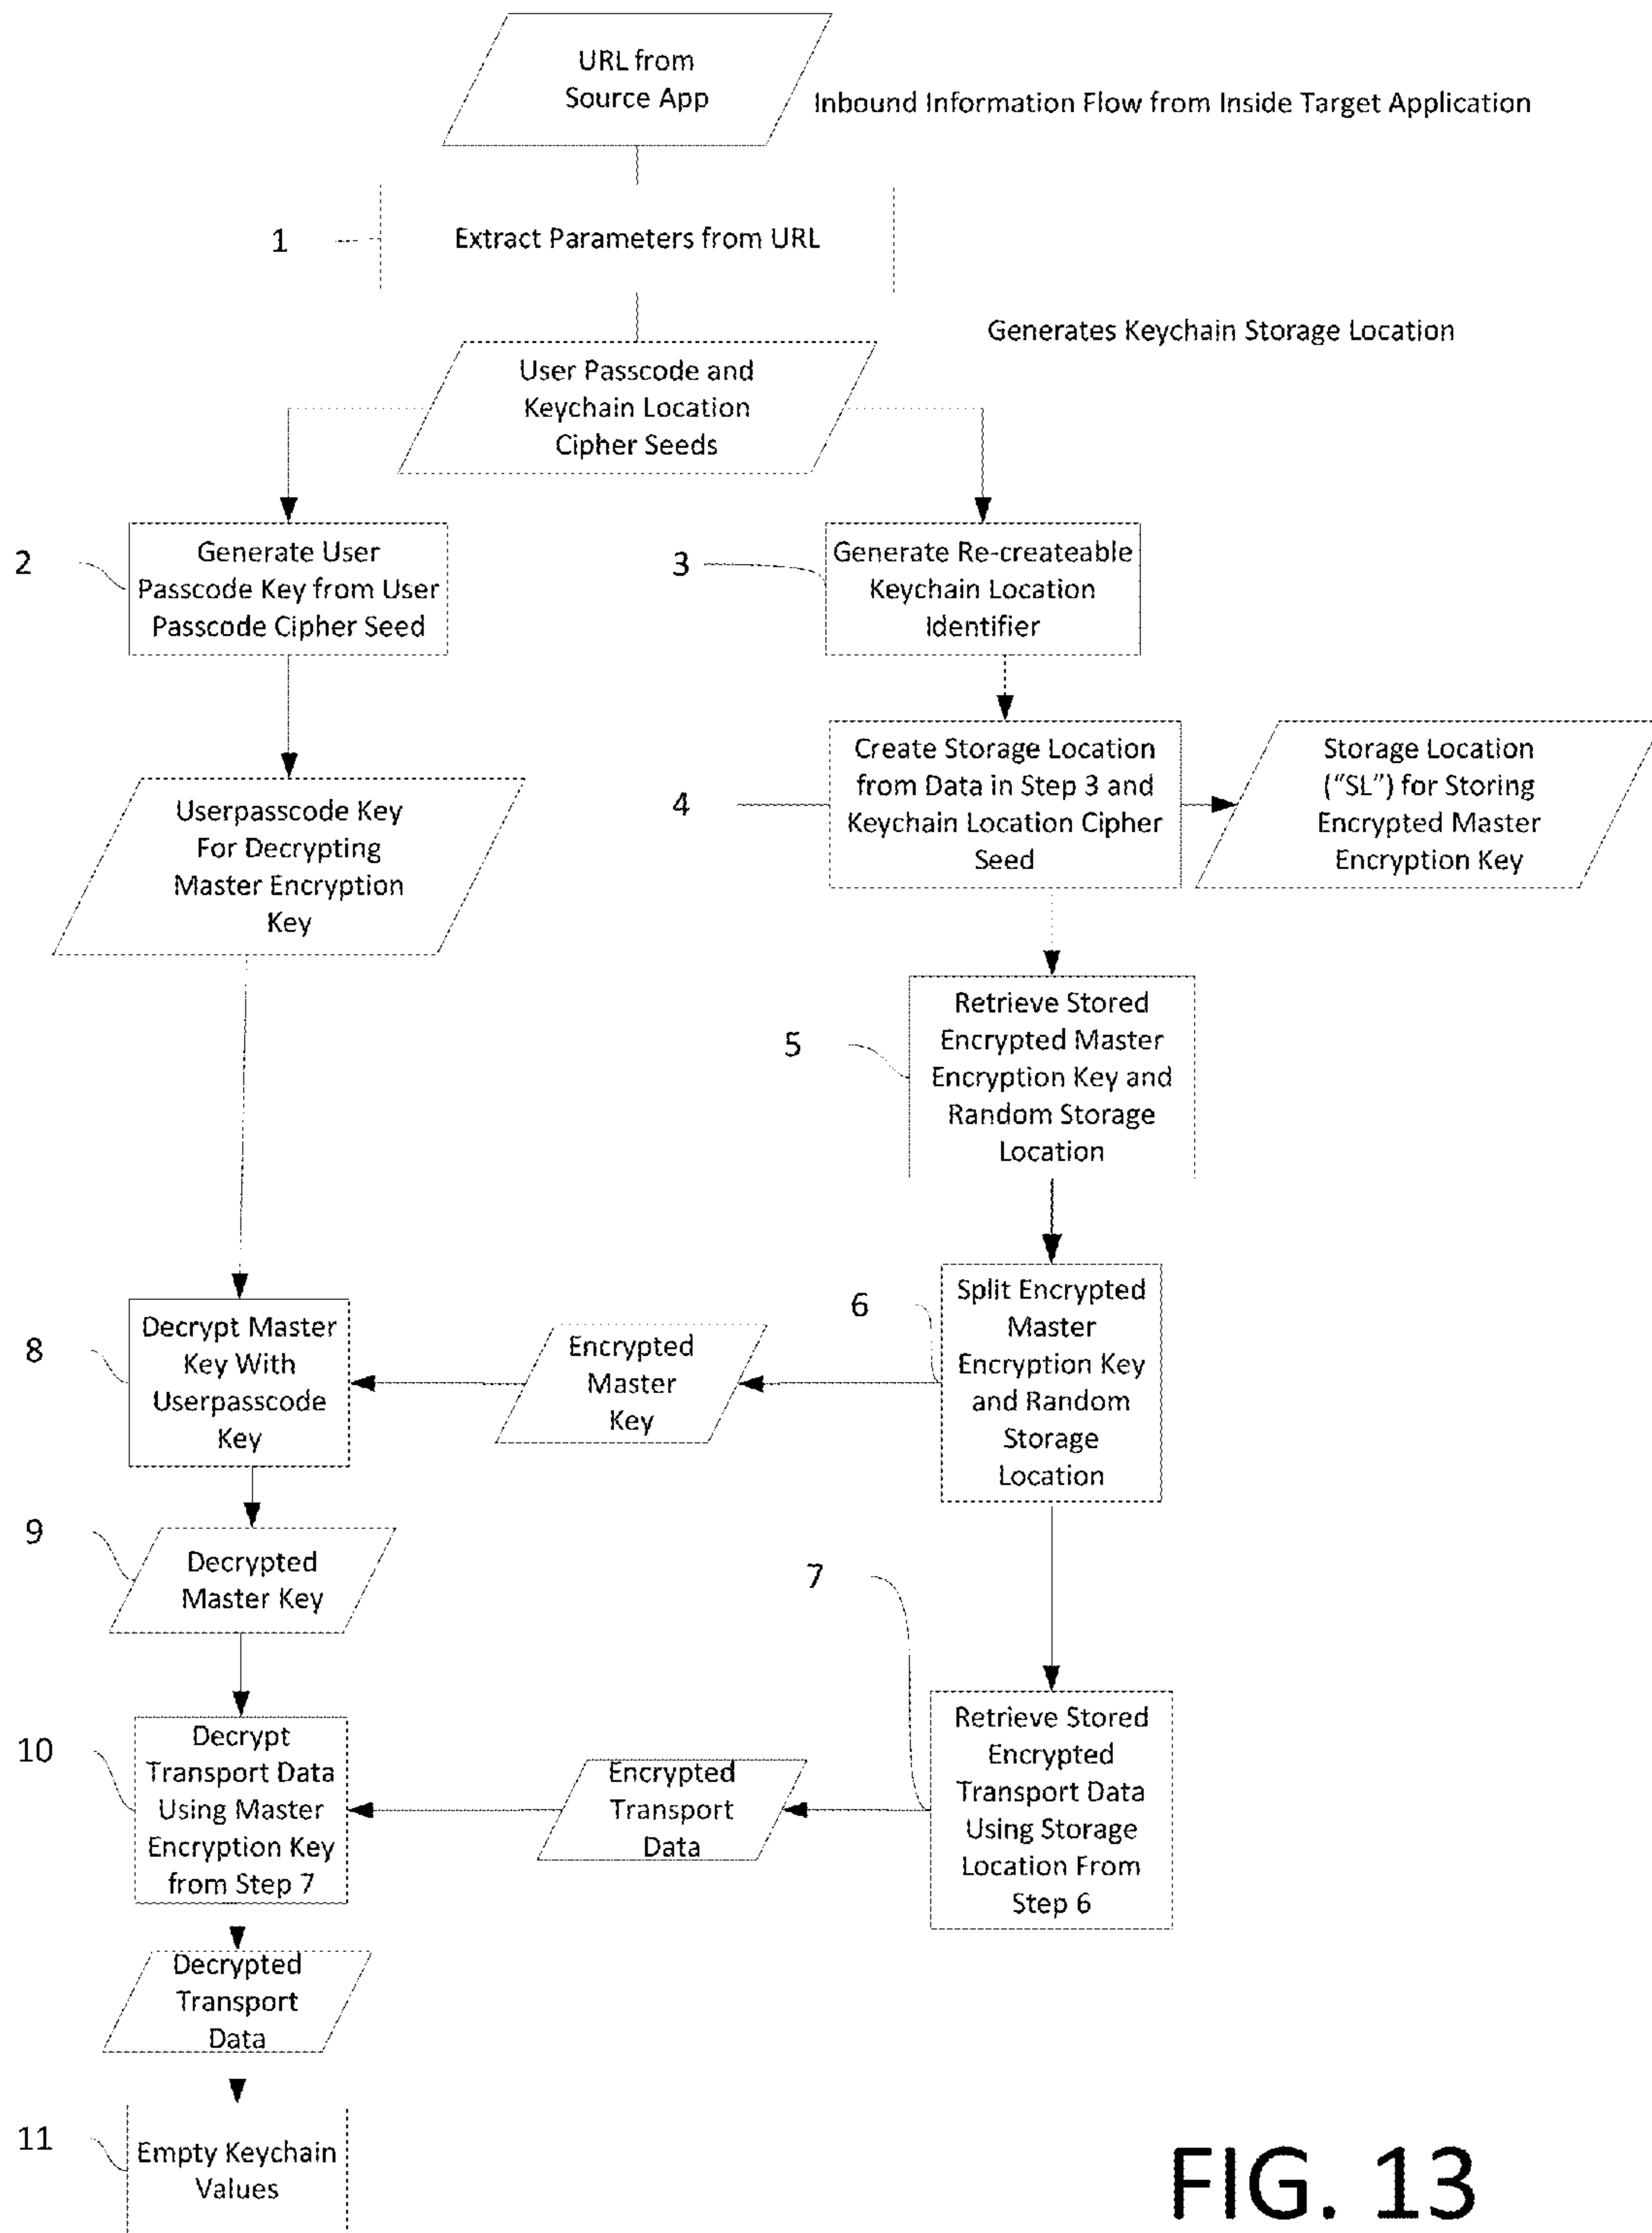 URL from
Source App
Inbound Information Flow from Inside Target Application
1
Extract Parameters from URL
Generates Keychain Storage Location
User Passcode and
Keychain Location
Cipher Seeds
2
Generate User
Passcode Key from User
Passcode Cipher Seed
3
Generate Re-createable
Keychain Location
Identifier
4
Create Storage Location
from Data in Step 3 and
Keychain Location Cipher
Seed
Storage Location
(“SL”) for Storing
Encrypted Master
Encryption Key
Userpasscode Key
For Decrypting
Master Encryption
Key
5
Retrieve Stored
Encrypted Master
Encryption Key and
Random Storage
Location
6
Split Encrypted
Master
Encryption Key
and Random
Storage
Location
Encrypted
Master
Key
8
Decrypt Master
Key With
Userpasscode
Key
9
Decrypted
Master Key
7
Retrieve Stored
Encrypted
Transport Data
Using Storage
Location From
Step 6
Encrypted
Transport
Data
10
Decrypt
Transport Data
Using Master
Encryption Key
from Step 7
Decrypted
Transport
Data
11
Empty Keychain
Values
FIG. 13